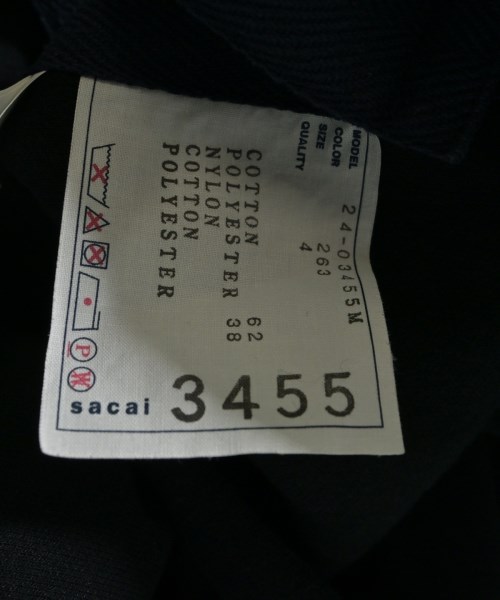 MODEL 24-03455M
COLOR 263
SIZE 4
QUALITY
COTTON 62
POLYESTER 38
NYLON
COTTON
POLYESTER
P
W
sacai 3455